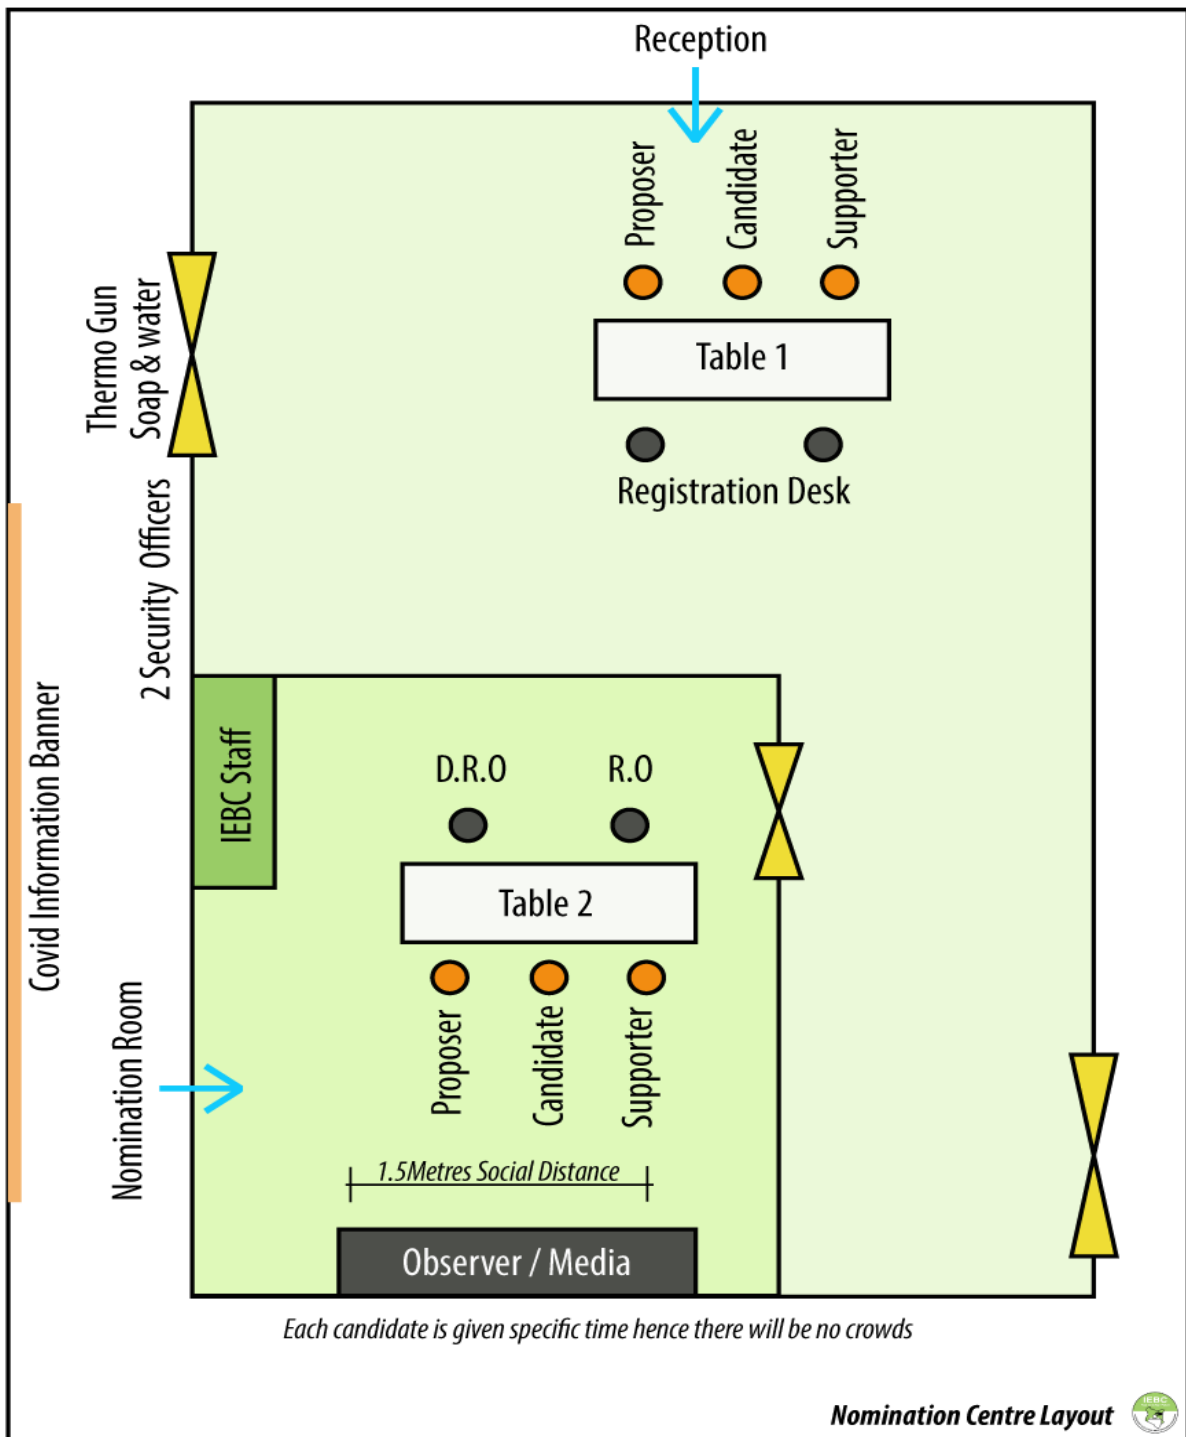 Reception
Proposer
Candidate
Supporter
Table 1
Registration Desk
Thermo Gun
Soap & water
2 Security Officers
Covid Information Banner
IEBC Staff
D.R.O
R.O
Table 2
Proposer
Candidate
Supporter
Nomination Room
1.5Metres Social Distance
Observer / Media
Each candidate is given specific time hence there will be no crowds
Nomination Centre Layout
IEBC